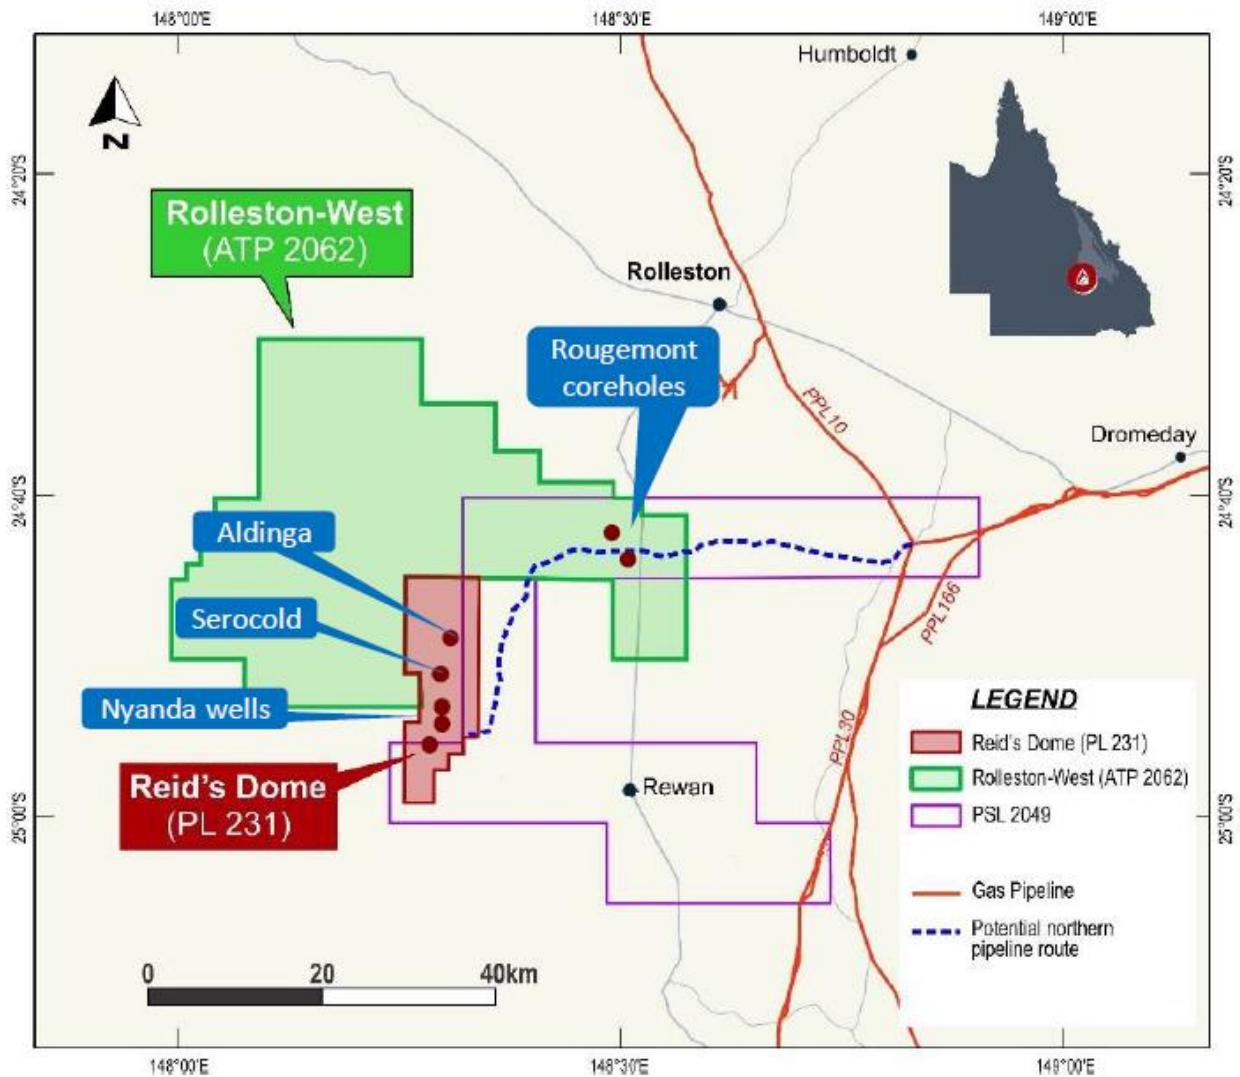 148°00'E
148°30'E
149°00'E
Humboldt
N
24°20'S
24°20'S
Rolleston-West
(ATP 2062)
Rolleston
Rougemont
coreholes
PPL10
Dromeday
24°40'S
24°40'S
Aldinga
Serocold
PPL166
Nyanda wells
PPL30
Reid's Dome
(PL 231)
Rewan
25°00'S
25°00'S
LEGEND
Reid's Dome (PL 231)
Rolleston-West (ATP 2062)
PSL 2049
Gas Pipeline
Potential northern
pipeline route
0 20 40km
148°00'E
148°30'E
149°00'E